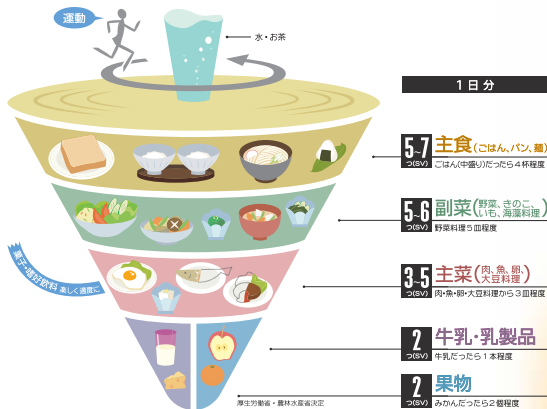 運動
水・お茶
1日分
5~7
つ(SV)
主食(ごはん、パン、麺)
ごはん(中盛り)だったら4杯程度
5~6
つ(SV)
副菜(野菜、きのこ、
いも、海藻料理)
野菜料理5皿程度
菓子・嗜好飲料 楽しく適度に
3~5
つ(SV)
主菜(肉、魚、卵、
大豆料理)
肉・魚・卵・大豆料理から3皿程度
2
つ(SV)
牛乳・乳製品
牛乳だったら1本程度
2
つ(SV)
果物
みかんだったら2個程度
厚生労働省・農林水産省決定